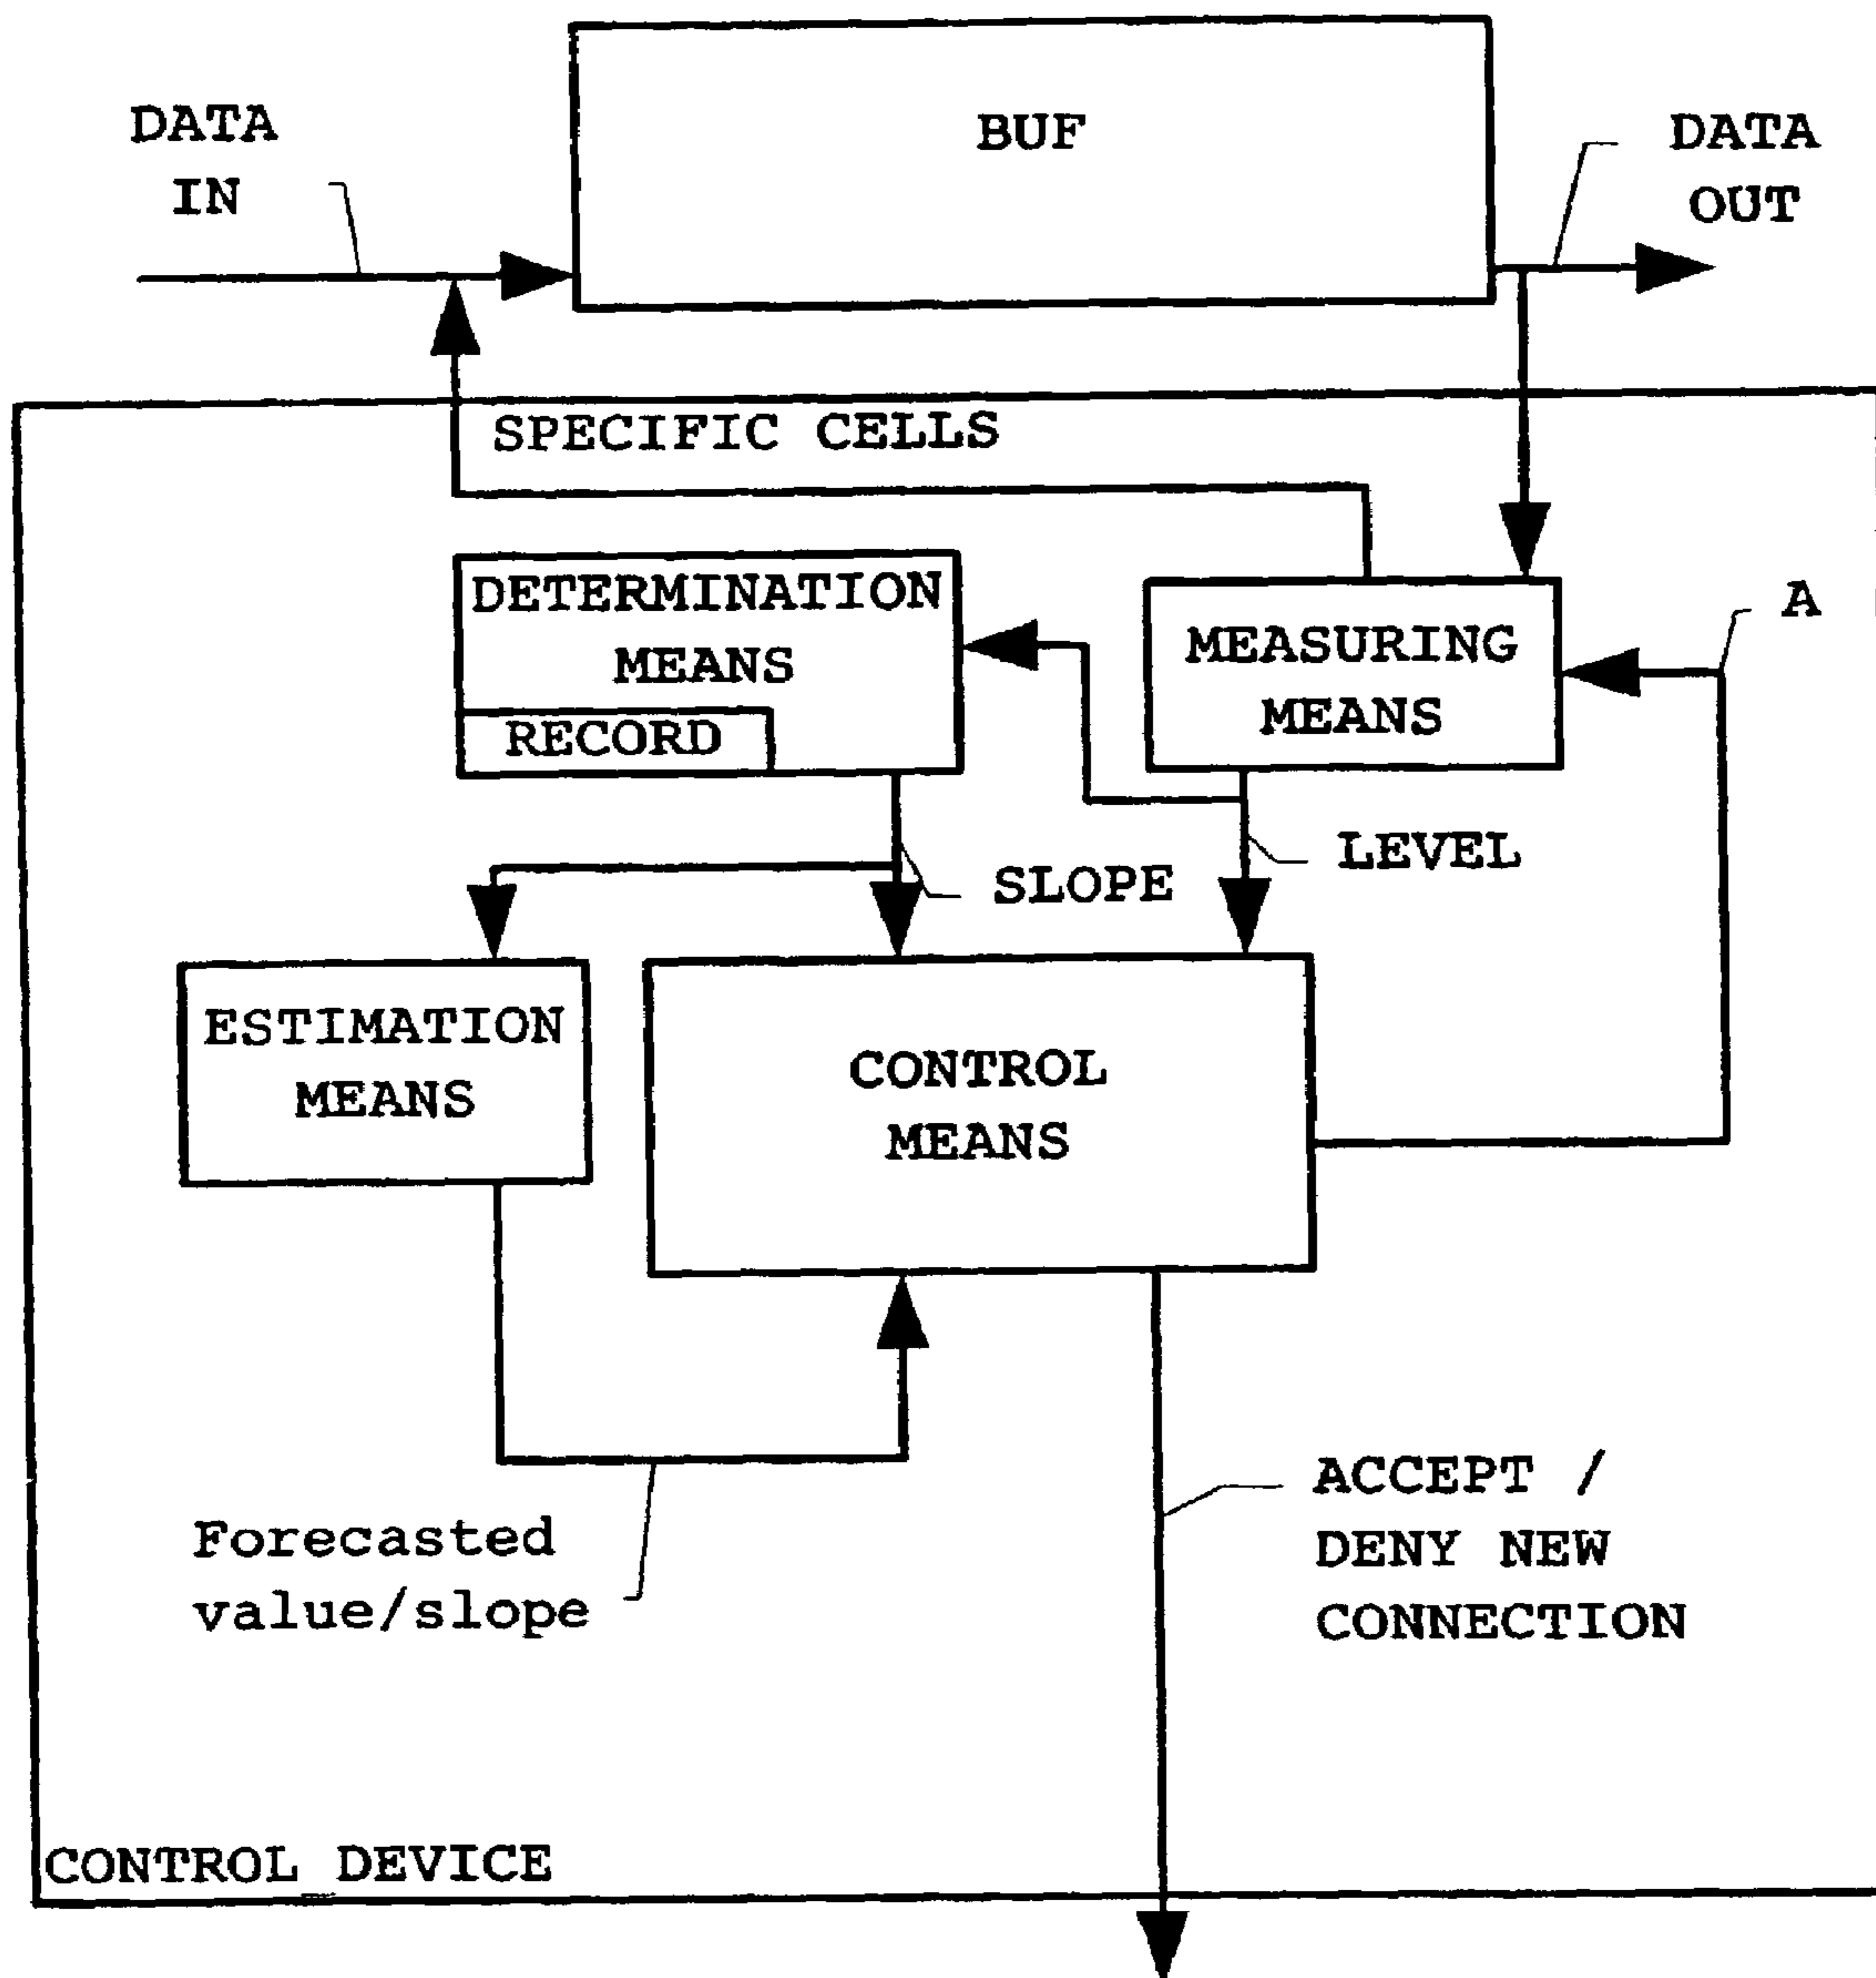 BUF
DATA
IN
DATA
OUT
SPECIFIC CELLS
DETERMINATION
MEANS
RECORD
MEASURING
MEANS
A
LEVEL
SLOPE
ESTIMATION
MEANS
CONTROL
MEANS
Forecasted
value/slope
ACCEPT /
DENY NEW
CONNECTION
CONTROL DEVICE